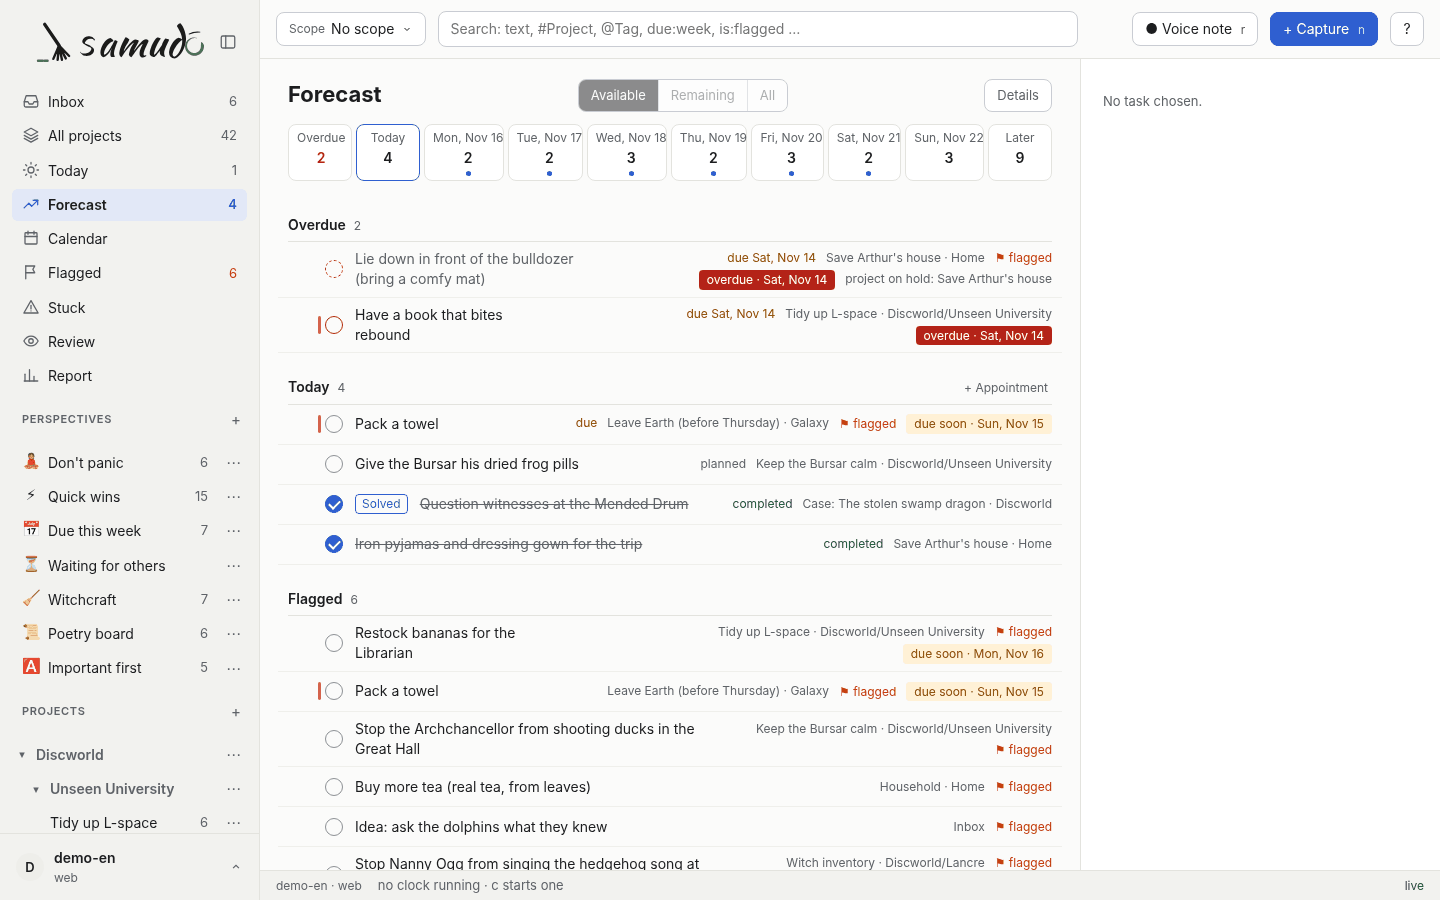 samudo
Inbox 6
All projects 42
Today 1
Forecast 4
Calendar
Flagged 6
Stuck
Review
Report
PERSPECTIVES +
Don't panic 6 ...
Quick wins 15 ...
Due this week 7 ...
Waiting for others ...
Witchcraft 7 ...
Poetry board 6 ...
Important first 5 ...
PROJECTS +
Discworld ...
Unseen University ...
Tidy up L-space 6 ...
D demo-en
web
Scope No scope
Search: text, #Project, @Tag, due:week, is:flagged ...
Voice note r
+ Capture n
?
Forecast
Available Remaining All
Details
Overdue 2
Today 4
Mon, Nov 16 2
Tue, Nov 17 2
Wed, Nov 18 3
Thu, Nov 19 2
Fri, Nov 20 3
Sat, Nov 21 2
Sun, Nov 22 3
Later 9
Overdue 2
Lie down in front of the bulldozer
(bring a comfy mat)
due Sat, Nov 14 Save Arthur's house · Home flagged
overdue · Sat, Nov 14 project on hold: Save Arthur's house
Have a book that bites
rebound
due Sat, Nov 14 Tidy up L-space · Discworld/Unseen University
overdue · Sat, Nov 14
Today 4 + Appointment
Pack a towel due Leave Earth (before Thursday) · Galaxy flagged due soon · Sun, Nov 15
Give the Bursar his dried frog pills planned Keep the Bursar calm · Discworld/Unseen University
Solved Question witnesses at the Mended Drum completed Case: The stolen swamp dragon · Discworld
Iron pyjamas and dressing gown for the trip completed Save Arthur's house · Home
Flagged 6
Restock bananas for the
Librarian
Tidy up L-space · Discworld/Unseen University flagged
due soon · Mon, Nov 16
Pack a towel Leave Earth (before Thursday) · Galaxy flagged due soon · Sun, Nov 15
Stop the Archchancellor from shooting ducks in the
Great Hall
Keep the Bursar calm · Discworld/Unseen University
flagged
Buy more tea (real tea, from leaves) Household · Home flagged
Idea: ask the dolphins what they knew Inbox flagged
Stop Nanny Ogg from singing the hedgehog song at Witch inventory · Discworld/Lancre flagged
No task chosen.
demo-en · web no clock running · c starts one live